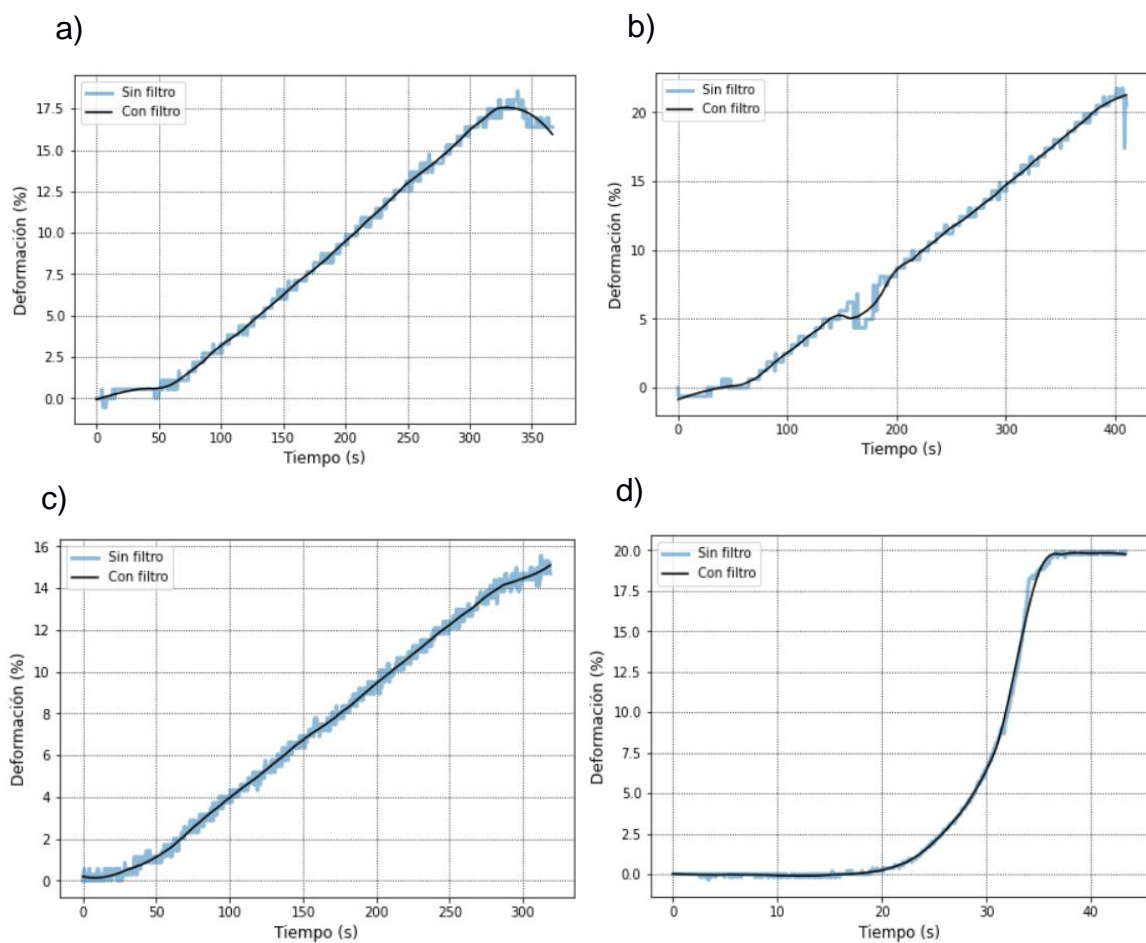 a)
Sin filtro
Con filtro
17.5
15.0
12.5
10.0
7.5
5.0
2.5
0.0
Deformación (%)
0 50 100 150 200 250 300 350
Tiempo (s)
b)
Sin filtro
Con filtro
20
15
10
5
0
Deformación (%)
0 100 200 300 400
Tiempo (s)
c)
Sin filtro
Con filtro
16
14
12
10
8
6
4
2
0
Deformación (%)
0 50 100 150 200 250 300
Tiempo (s)
d)
Sin filtro
Con filtro
20.0
17.5
15.0
12.5
10.0
7.5
5.0
2.5
0.0
Deformación (%)
0 10 20 30 40
Tiempo (s)